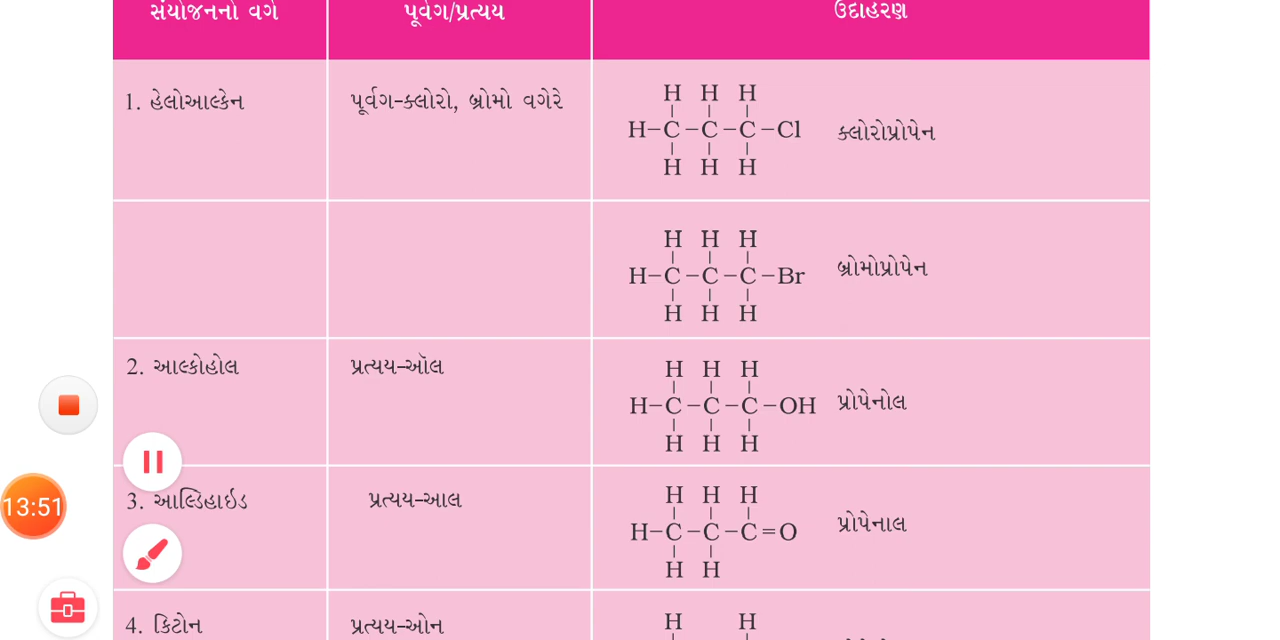 સંયોજનનો વર્ગ પૂર્વગ/પ્રત્યય ઉદાહરણ
1. હેલોઆલ્કેન પૂર્વગ-ક્લોરો, બ્રોમો વગેરે
H H H
H-C-C-C-Cl ક્લોરોપ્રોપેન
H H H
H H H
H-C-C-C-Br બ્રોમોપ્રોપેન
H H H
2. આલ્કોહોલ પ્રત્યય-ઑલ
H H H
H-C-C-C-OH પ્રોપેનોલ
H H H
3. આલ્ડિહાઇડ પ્રત્યય-આલ
H H H
H-C-C-C=O પ્રોપેનાલ
H H
4. કિટોન પ્રત્યય-ઓન
H H
13:51